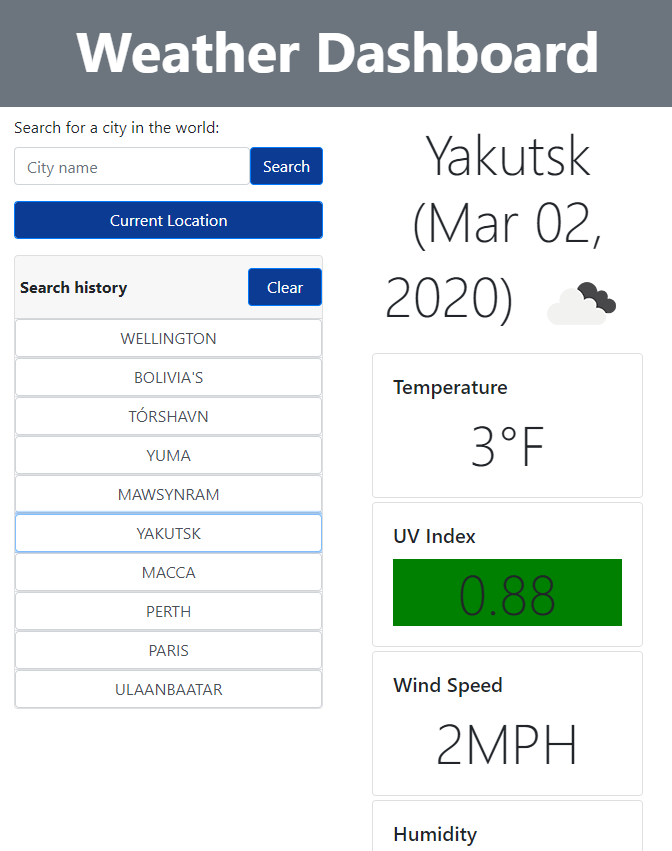 Weather Dashboard
Search for a city in the world:
City name
Search
Current Location
Search history
Clear
WELLINGTON
BOLIVIA'S
TÓRSHAVN
YUMA
MAWSYNRAM
YAKUTSK
MACCA
PERTH
PARIS
ULAANBAATAR
Yakutsk
(Mar 02,
2020)
Temperature
3°F
UV Index
0.88
Wind Speed
2MPH
Humidity